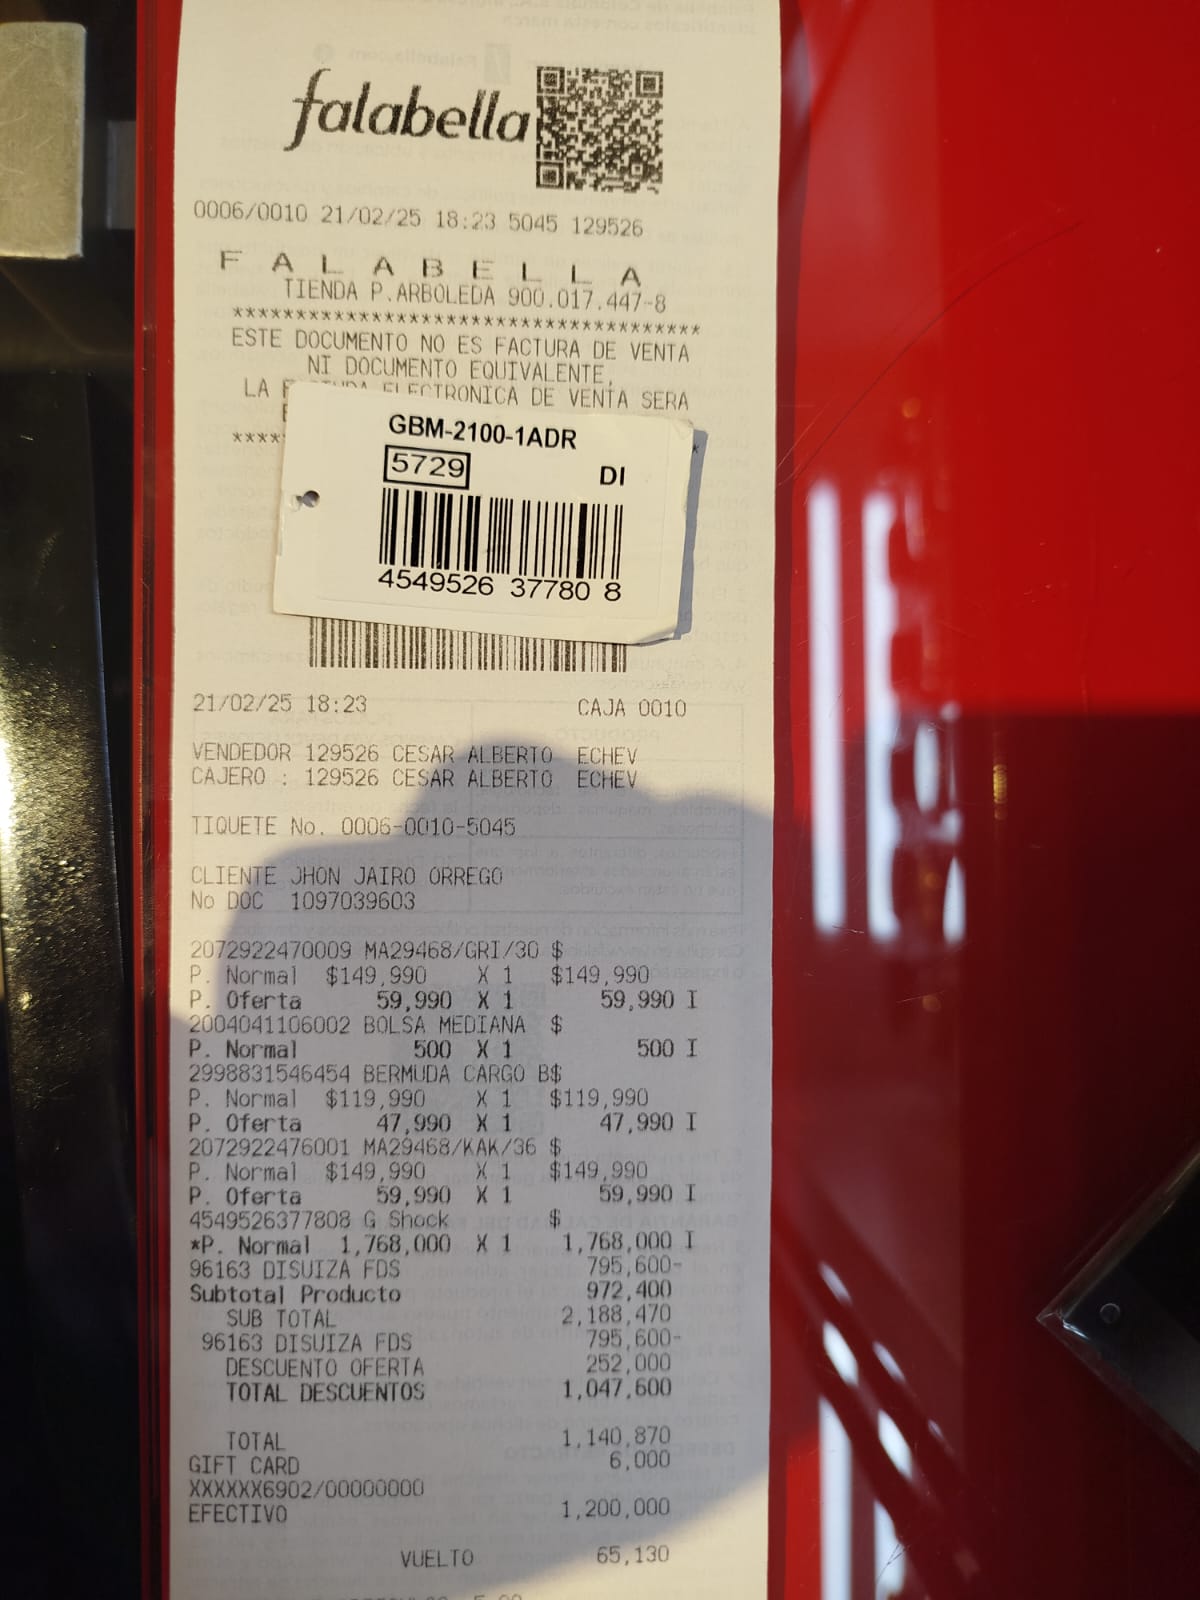 falabella
0006/0010 21/02/25 18:23 5045 129526
F A L A B E L L A
TIENDA P.ARBOLEDA 900.017.447-8
*************************************
ESTE DOCUMENTO NO ES FACTURA DE VENTA
NI DOCUMENTO EQUIVALENTE,
LA FACTURA ELECTRONICA DE VENTA SERA
****
GBM-2100-1ADR
5729 DI
4549526 37780 8
21/02/25 18:23 CAJA 0010
VENDEDOR 129526 CESAR ALBERTO ECHEV
CAJERO : 129526 CESAR ALBERTO ECHEV
TIQUETE No. 0006-0010-5045
CLIENTE JHON JAIRO ORREGO
No DOC 1097039603
2072922470009 MA29468/GRI/30 $
P. Normal $149,990 X 1 $149,990
P. Oferta 59,990 X 1 59,990 I
2004041106002 BOLSA MEDIANA $
P. Normal 500 X 1 500 I
2998831546454 BERMUDA CARGO B$
P. Normal $119,990 X 1 $119,990
P. Oferta 47,990 X 1 47,990 I
2072922476001 MA29468/KAK/36 $
P. Normal $149,990 X 1 $149,990
P. Oferta 59,990 X 1 59,990 I
4549526377808 G Shock $
*P. Normal 1,768,000 X 1 1,768,000 I
96163 DISUIZA FDS 795,600-
Subtotal Producto 972,400
SUB TOTAL 2,188,470
96163 DISUIZA FDS 795,600-
DESCUENTO OFERTA 252,000
TOTAL DESCUENTOS 1,047,600
TOTAL 1,140,870
GIFT CARD 6,000
XXXXXX6902/00000000
EFECTIVO 1,200,000
VUELTO 65,130